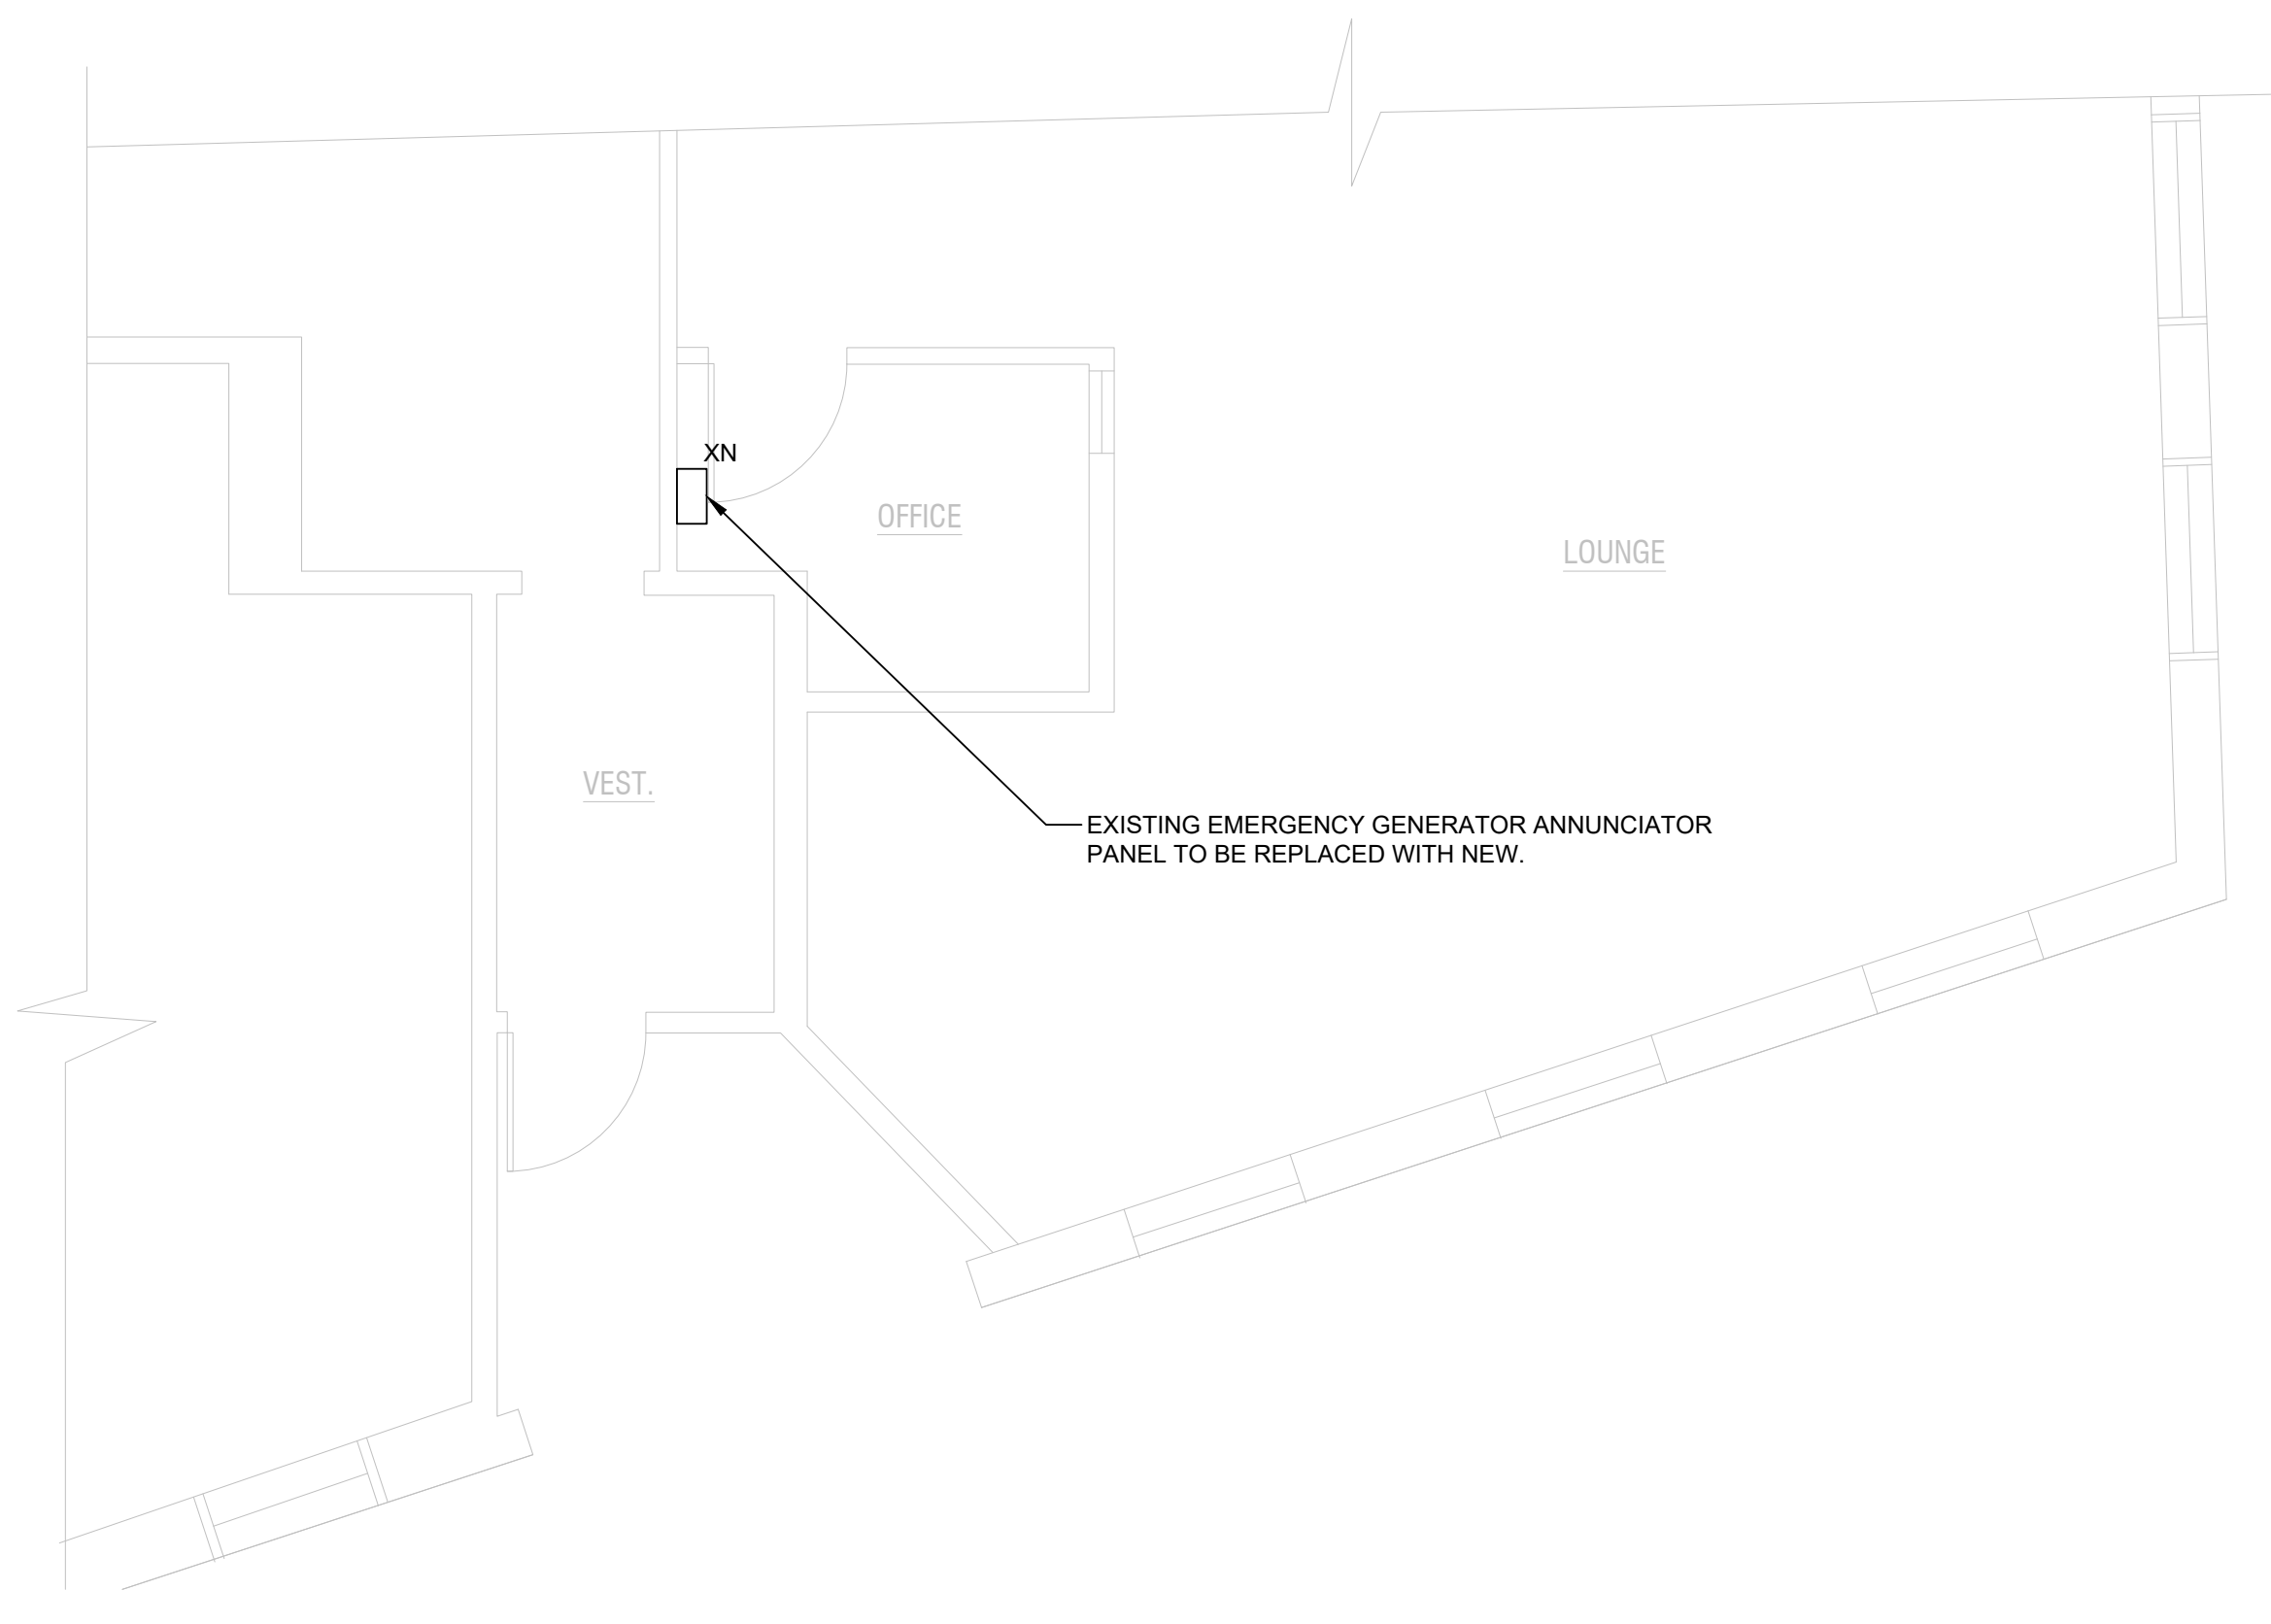 XN
OFFICE
LOUNGE
VEST.
EXISTING EMERGENCY GENERATOR ANNUNCIATOR
PANEL TO BE REPLACED WITH NEW.